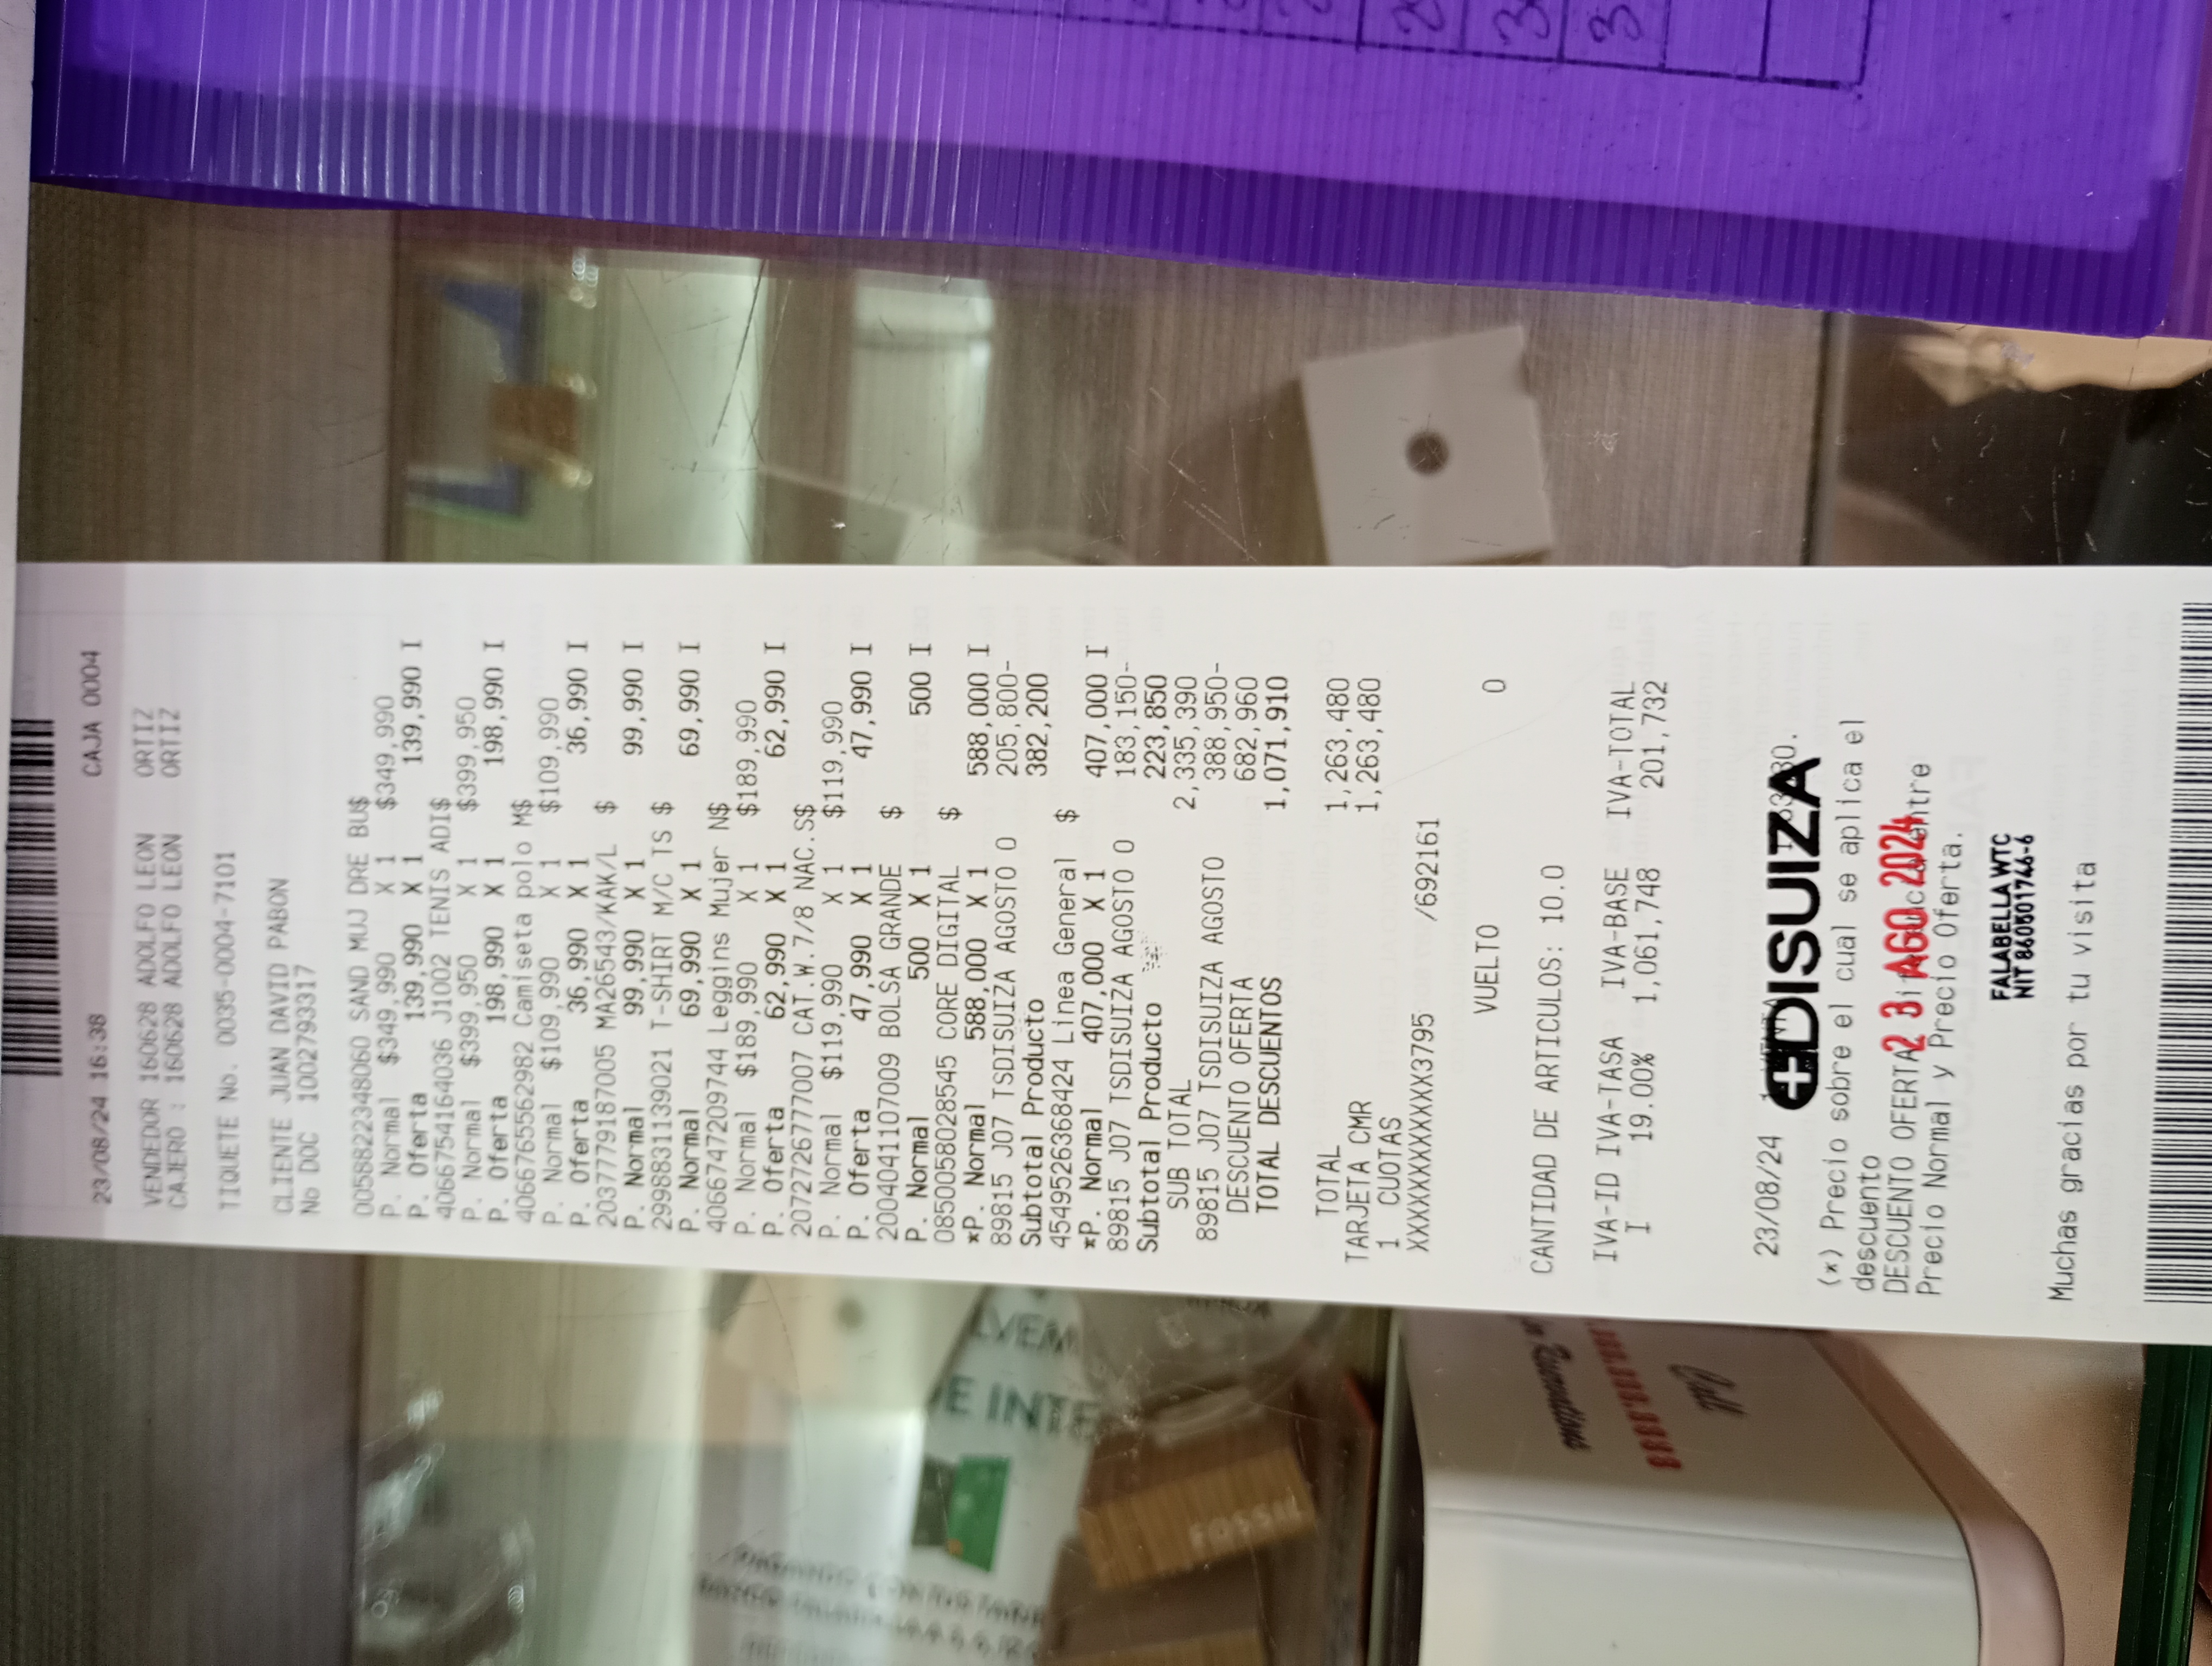 23/08/24 16:38 CAJA 0004
VENDEDOR 160628 ADOLFO LEON ORTIZ
CAJERO : 160628 ADOLFO LEON ORTIZ
TIQUETE No. 0035-0004-7101
CLIENTE JUAN DAVID PABON
No DOC 1002793317
0058822348060 SAND MUJ DRE BU$
P. Normal $349,990 X 1 $349,990
P. Oferta 139,990 X 1 139,990 I
4066754164036 J1002 TENIS ADI$
P. Normal $399,950 X 1 $399,950
P. Oferta 198,990 X 1 198,990 I
4066765562982 Camiseta polo M$
P. Normal $109,990 X 1 $109,990
P. Oferta 36,990 X 1 36,990 I
2037779187005 MA266543/KAK/L $
P. Normal 99,990 X 1 99,990 I
2998831139021 T-SHIRT M/C TS $
P. Normal 69,990 X 1 69,990 I
4066747209744 Leggins Mujer N$
P. Normal $189,990 X 1 $189,990
P. Oferta 62,990 X 1 62,990 I
2072726777007 CAT.W.7/8 NAC.S$
P. Normal $119,990 X 1 $119,990
P. Oferta 47,990 X 1 47,990 I
2004041107009 BOLSA GRANDE $
P. Normal 500 X 1 500 I
0850058028545 CORE DIGITAL $
*P. Normal 588,000 X 1 588,000 I
89815 J07 TSDISUIZA AGOSTO 0 205,800-
Subtotal Producto 382,200
4549526368424 Linea General $
*P. Normal 407,000 X 1 407,000 I
89815 J07 TSDISUIZA AGOSTO 0 183,150-
Subtotal Producto 223,850
SUB TOTAL 2,335,390
89815 J07 TSDISUIZA AGOSTO 388,950-
DESCUENTO OFERTA 682,960
TOTAL DESCUENTOS 1,071,910
TOTAL 1,263,480
TARJETA CMR 1,263,480
1 CUOTAS
XXXXXXXXXXXX3795 /692161
VUELTO 0
CANTIDAD DE ARTICULOS: 10.0
IVA-ID IVA-TASA IVA-BASE IVA-TOTAL
I 19.00% 1,061,748 201,732
23/08/24
DISUIZA
(*) Precio sobre el cual se aplica el
descuento
DESCUENTO OFERTA
23 AGO 2024
Precio Normal y Precio Oferta.
FALABELLA WTC
NIT 860501746-6
Muchas gracias por tu visita
FOSSIL
E INTE
Call